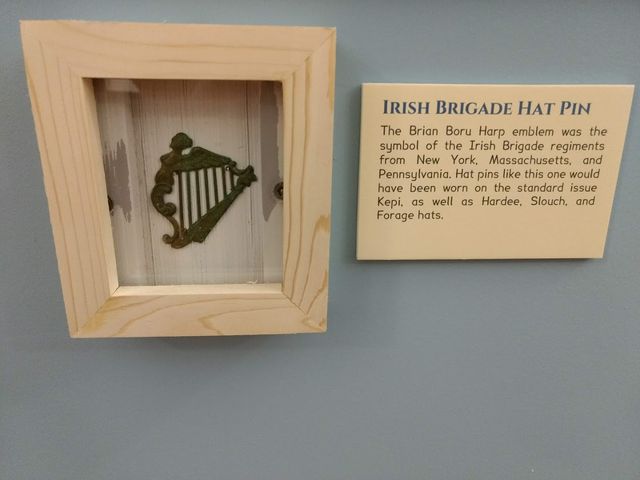 Irish Brigade Hat Pin
The Brian Boru Harp emblem was the
symbol of the Irish Brigade regiments
from New York, Massachusetts, and
Pennsylvania. Hat pins like this one would
have been worn on the standard issue
Kepi, as well as Hardee, Slouch, and
Forage hats.